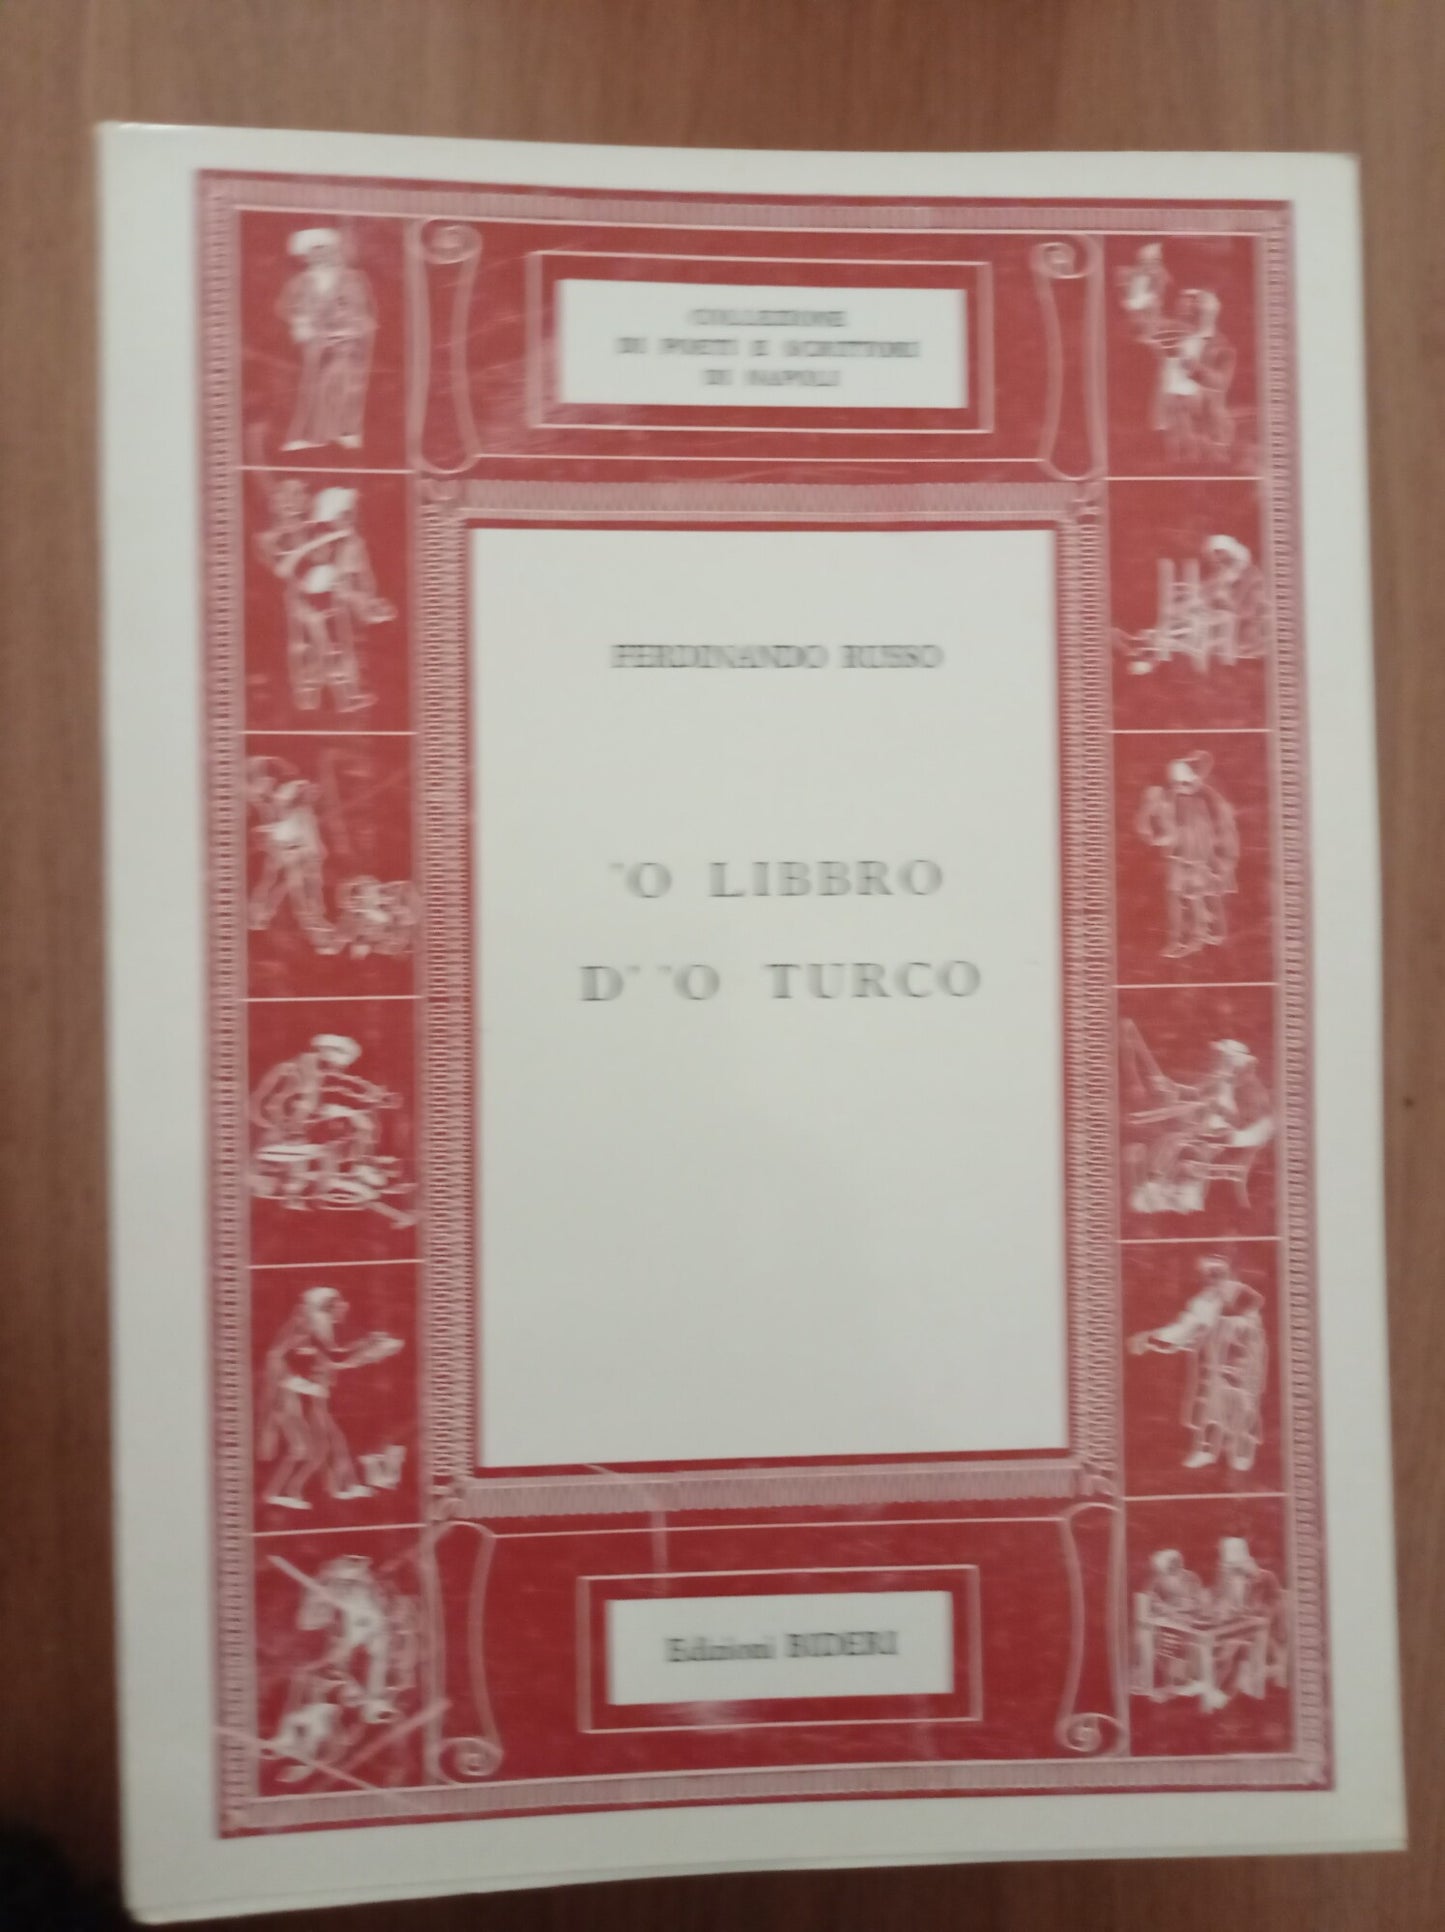 COLLEZIONE
DI POETI E SCRITTORI
DI NAPOLI
FERDINANDO RUSSO
'O LIBBRO
D' 'O TURCO
Edizioni BIDERI